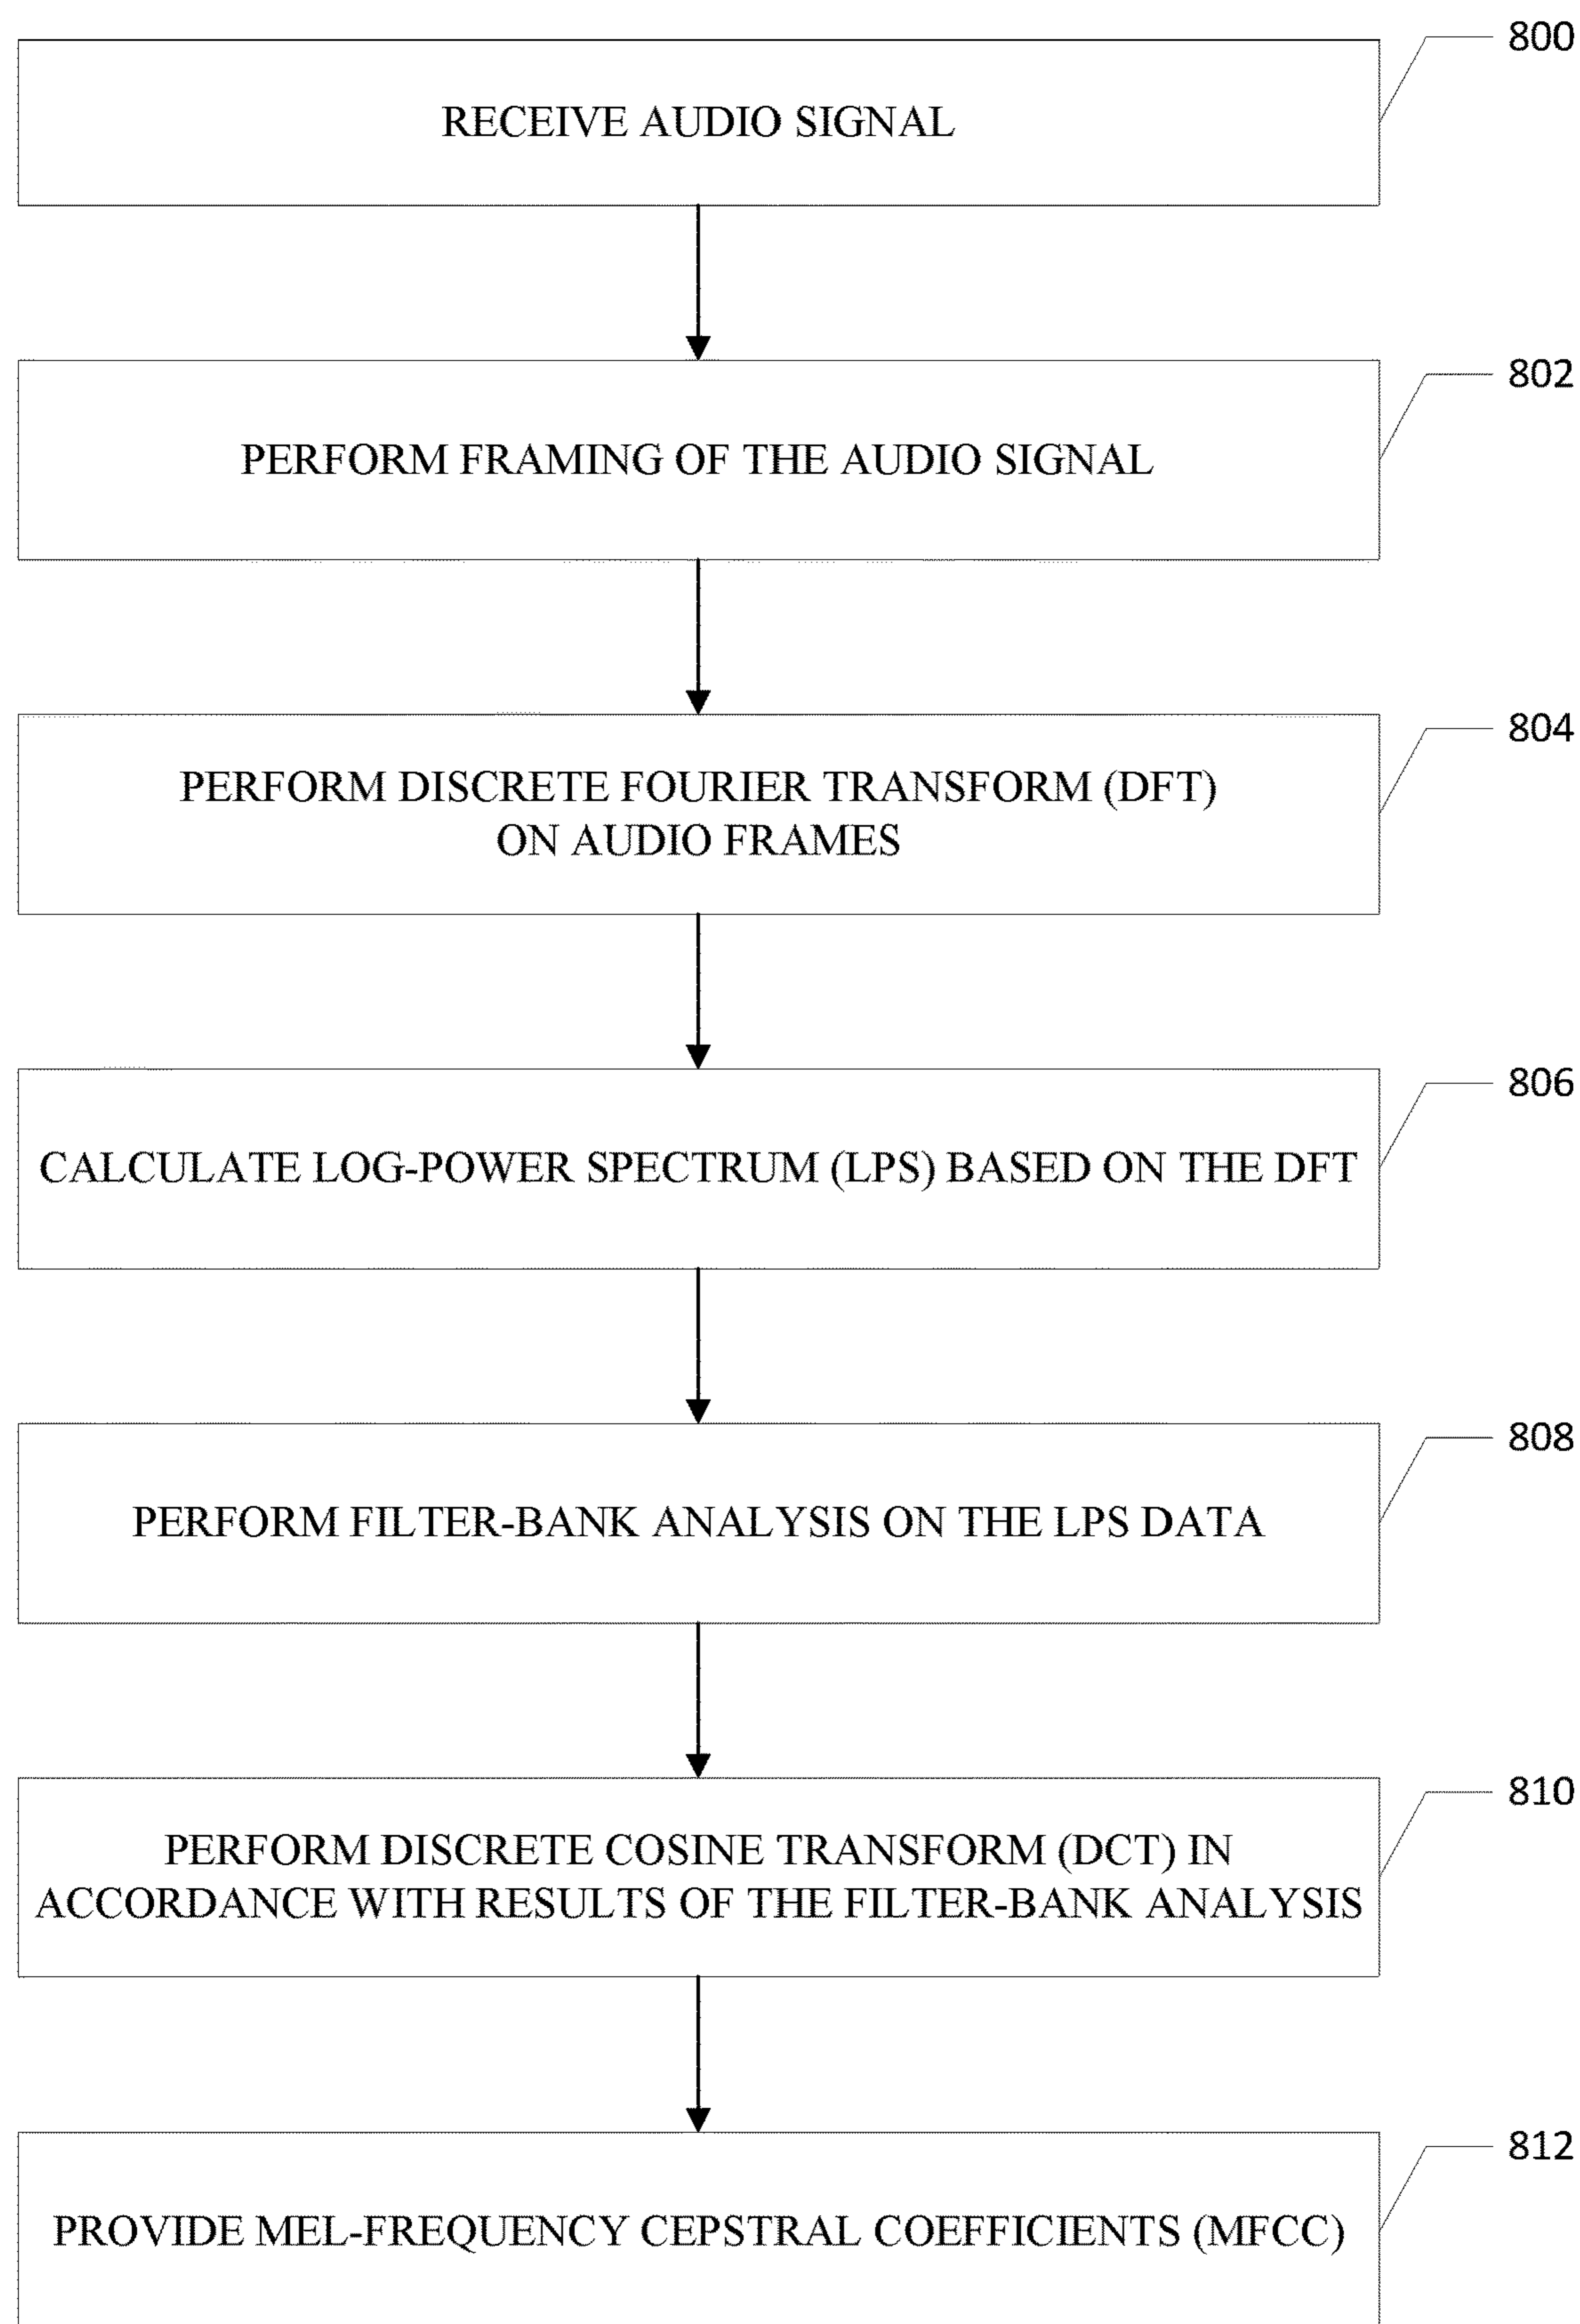 800
RECEIVE AUDIO SIGNAL
802
PERFORM FRAMING OF THE AUDIO SIGNAL
804
PERFORM DISCRETE FOURIER TRANSFORM (DFT)
ON AUDIO FRAMES
806
CALCULATE LOG-POWER SPECTRUM (LPS) BASED ON THE DFT
808
PERFORM FILTER-BANK ANALYSIS ON THE LPS DATA
810
PERFORM DISCRETE COSINE TRANSFORM (DCT) IN
ACCORDANCE WITH RESULTS OF THE FILTER-BANK ANALYSIS
812
PROVIDE MEL-FREQUENCY CEPSTRAL COEFFICIENTS (MFCC)